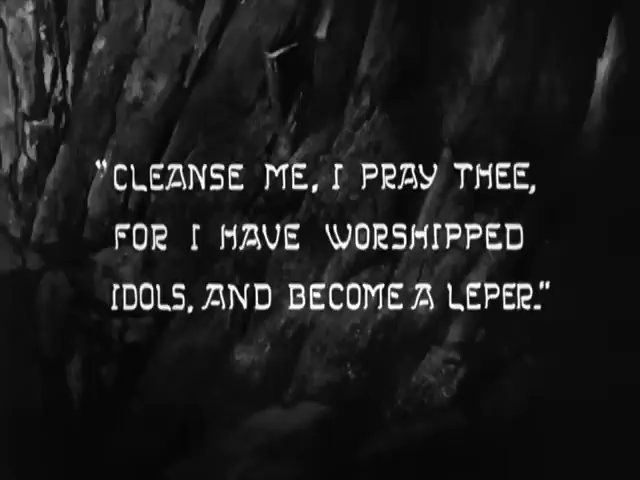 "CLEANSE ME, I PRAY THEE,
FOR I HAVE WORSHIPPED
IDOLS, AND BECOME A LEPER."